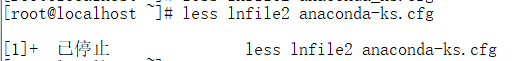 [root@localhost ~]# less lnfile2 anaconda-ks.cfg
[1]+  已停止                  less lnfile2 anaconda-ks.cfg